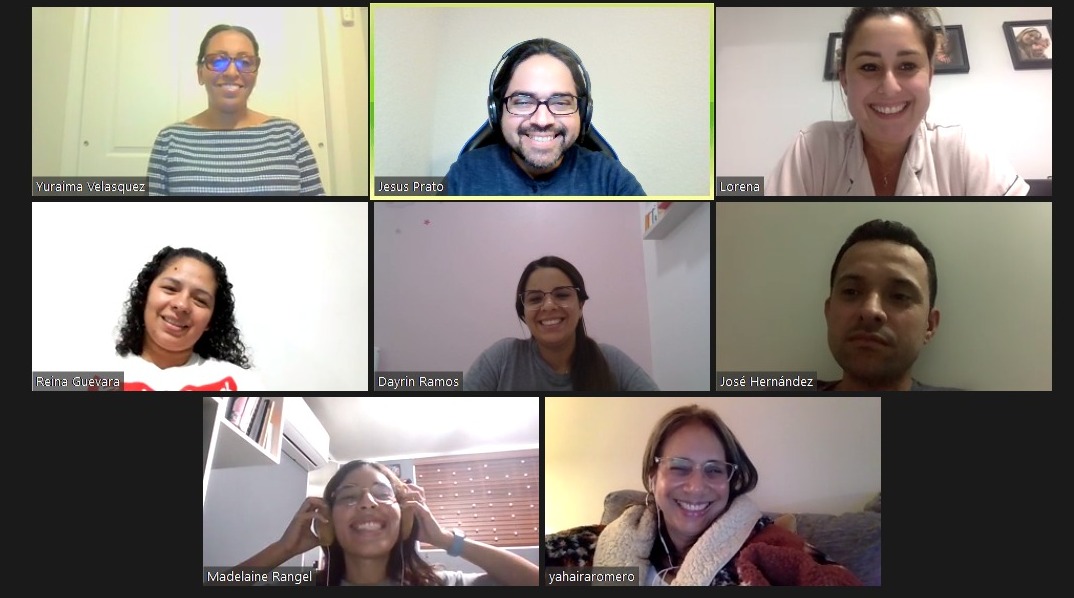 Yuraima Velasquez
Jesus Prato
Lorena
Reina Guevara
Dayrin Ramos
José Hernández
Madelaine Rangel
yahairaromero